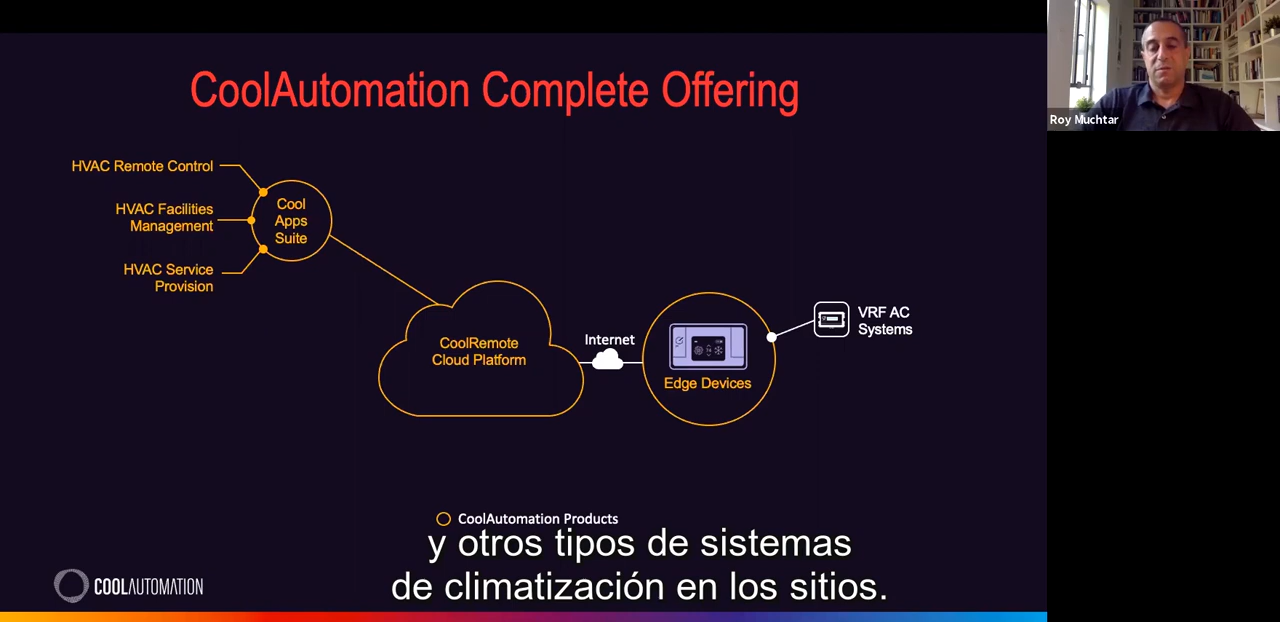 CoolAutomation Complete Offering
Roy Muchtar
HVAC Remote Control
HVAC Facilities
Management
HVAC Service
Provision
Cool
Apps
Suite
CoolRemote
Cloud Platform
Internet
Edge Devices
VRF AC
Systems
CoolAutomation Products
y otros tipos de sistemas
de climatización en los sitios.
COOLAUTOMATION